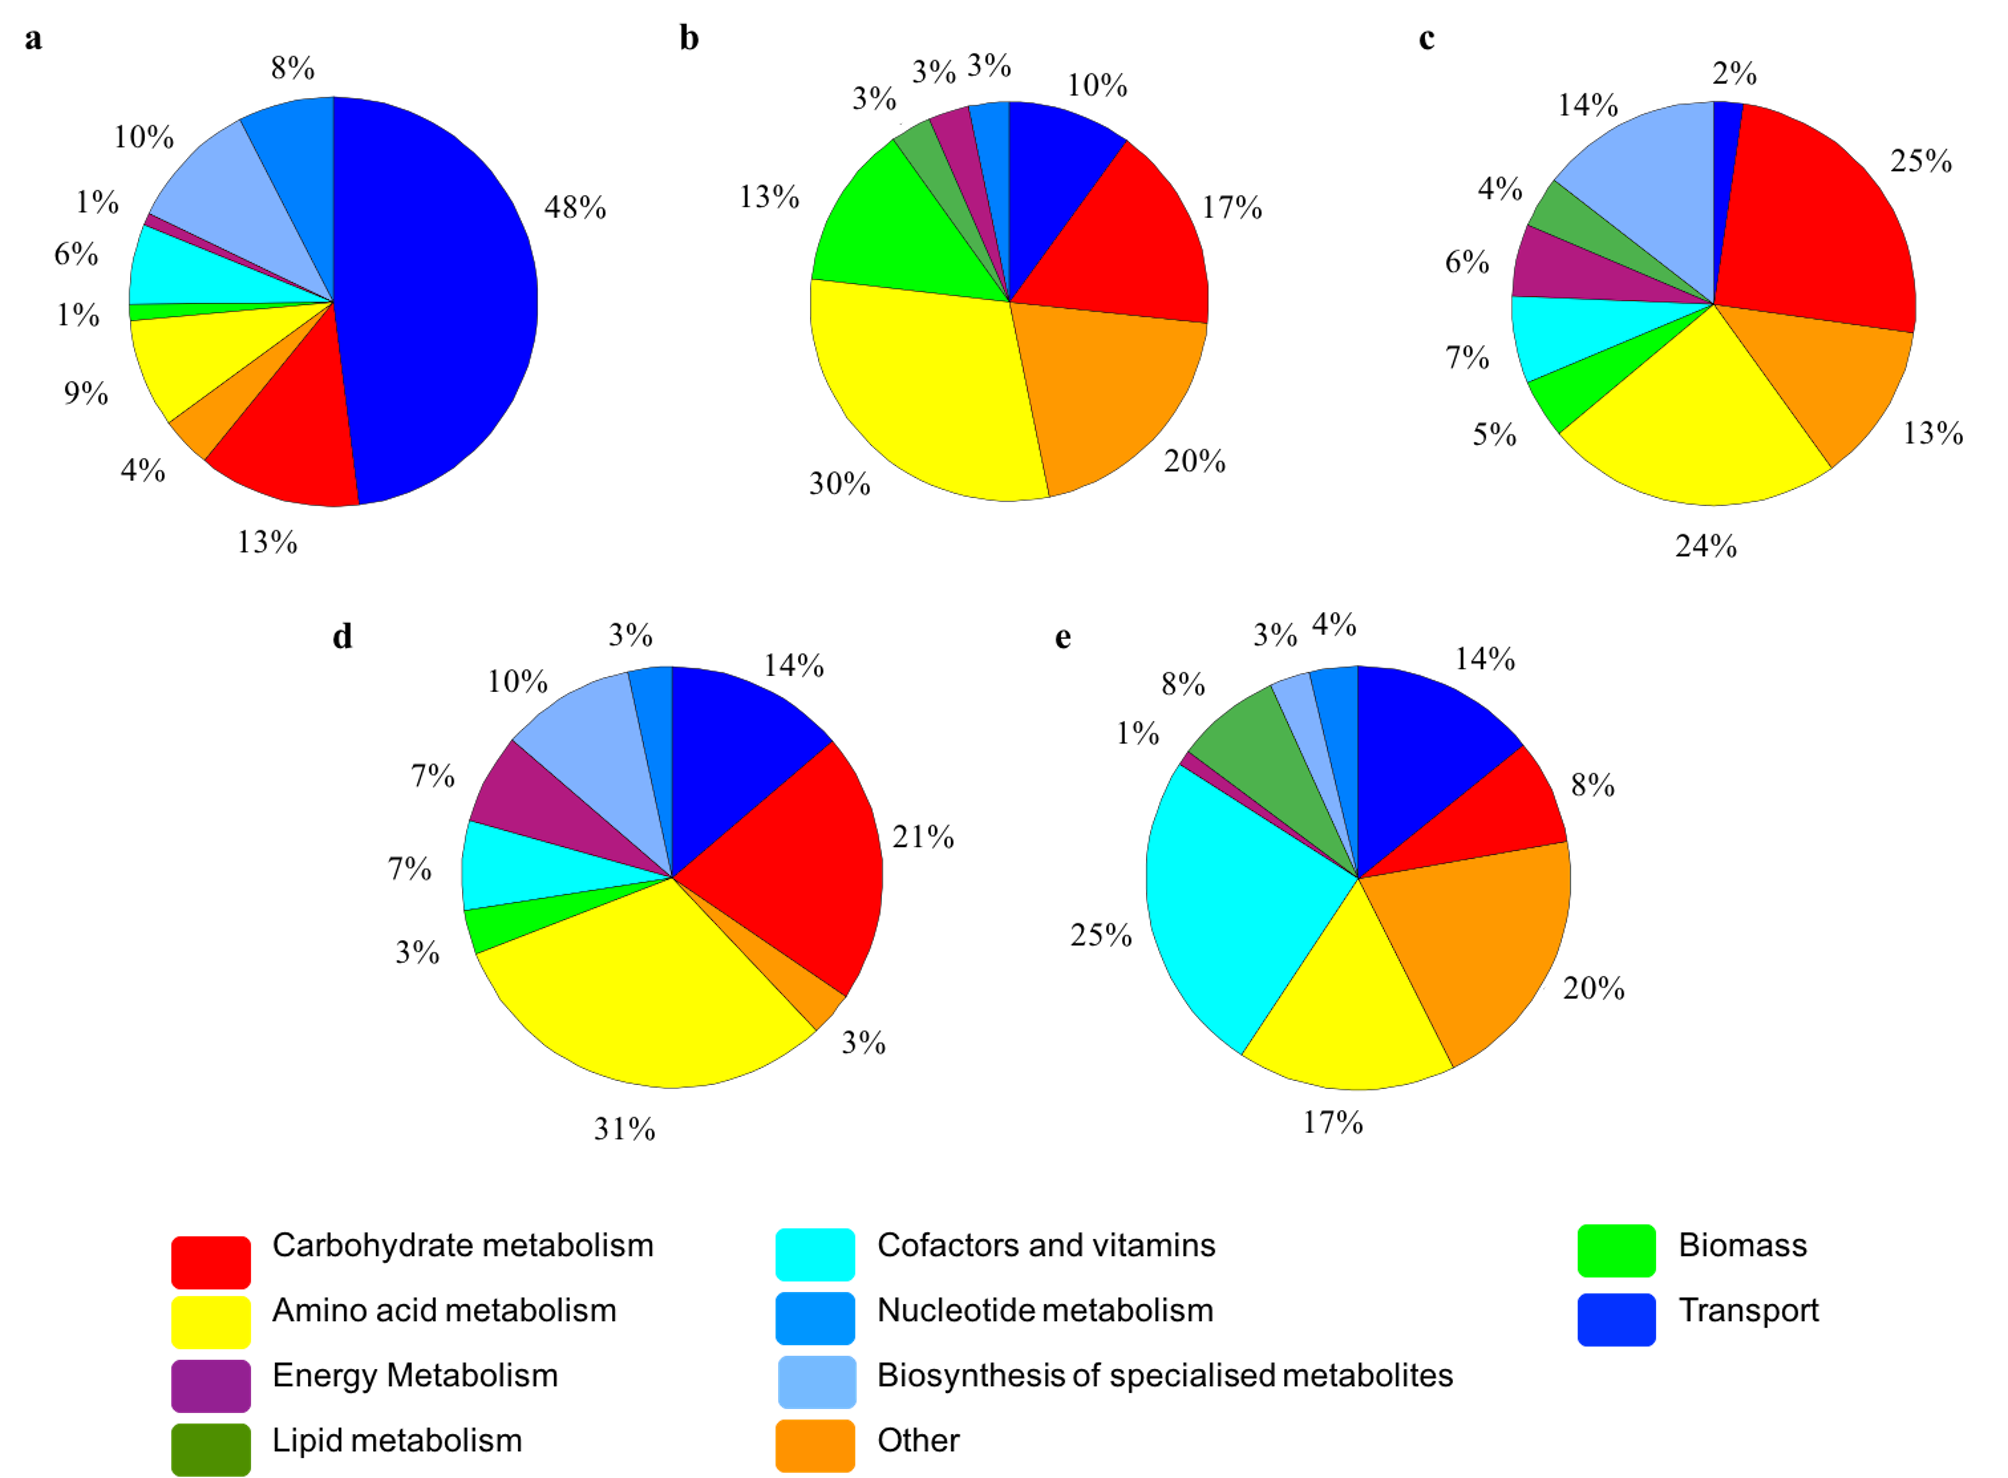 a
8%
10%
1%
6%
1%
9%
4%
13%
48%
b
3%
3%
3%
10%
13%
17%
30%
20%
c
2%
14%
25%
4%
6%
7%
5%
13%
24%
d
3%
10%
14%
7%
21%
7%
3%
3%
31%
e
3%
4%
14%
8%
1%
8%
25%
20%
17%
Carbohydrate metabolism
Amino acid metabolism
Energy Metabolism
Lipid metabolism
Cofactors and vitamins
Nucleotide metabolism
Biosynthesis of specialised metabolites
Other
Biomass
Transport